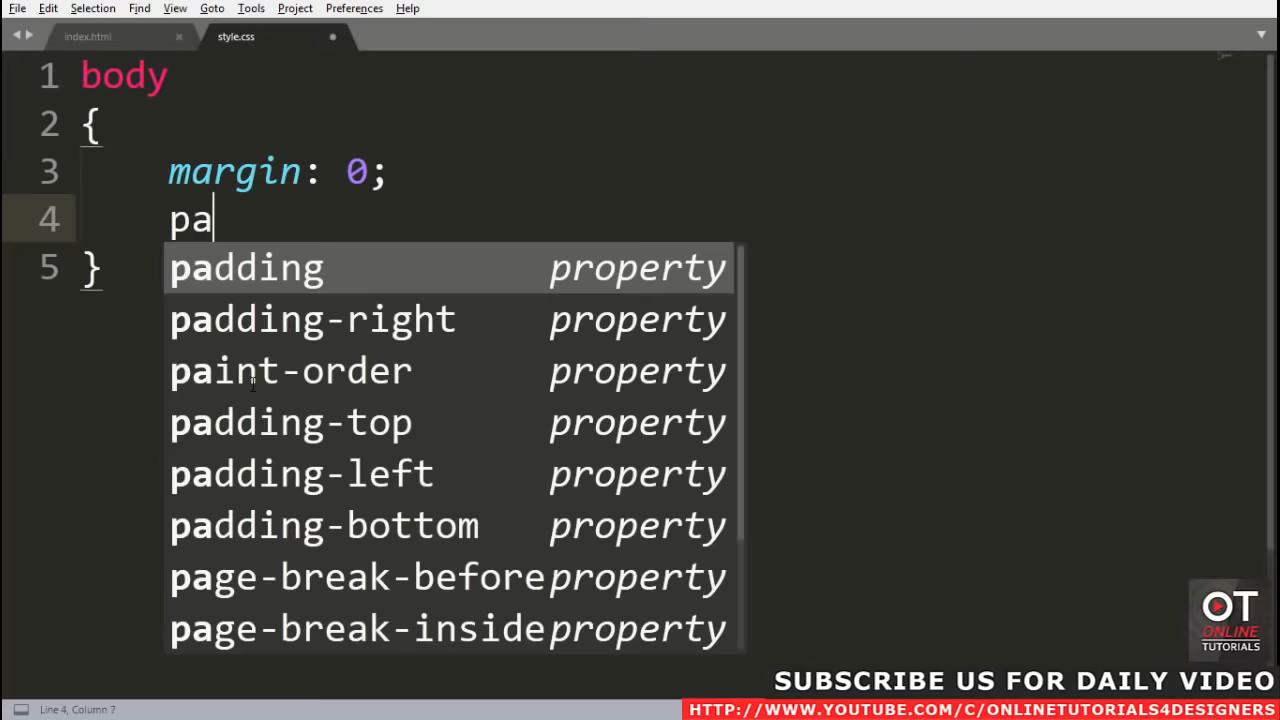 File Edit Selection Find View Goto Tools Project Preferences Help
index.html style.css
1 body
2 {
3 margin: 0;
4 pa
5 }
padding property
padding-right property
paint-order property
padding-top property
padding-left property
padding-bottom property
page-break-before property
page-break-inside property
OT
ONLINE
TUTORIALS
SUBSCRIBE US FOR DAILY VIDEO
HTTP://WWW.YOUTUBE.COM/C/ONLINETUTORIALS4DESIGNERS
Line 4, Column 7